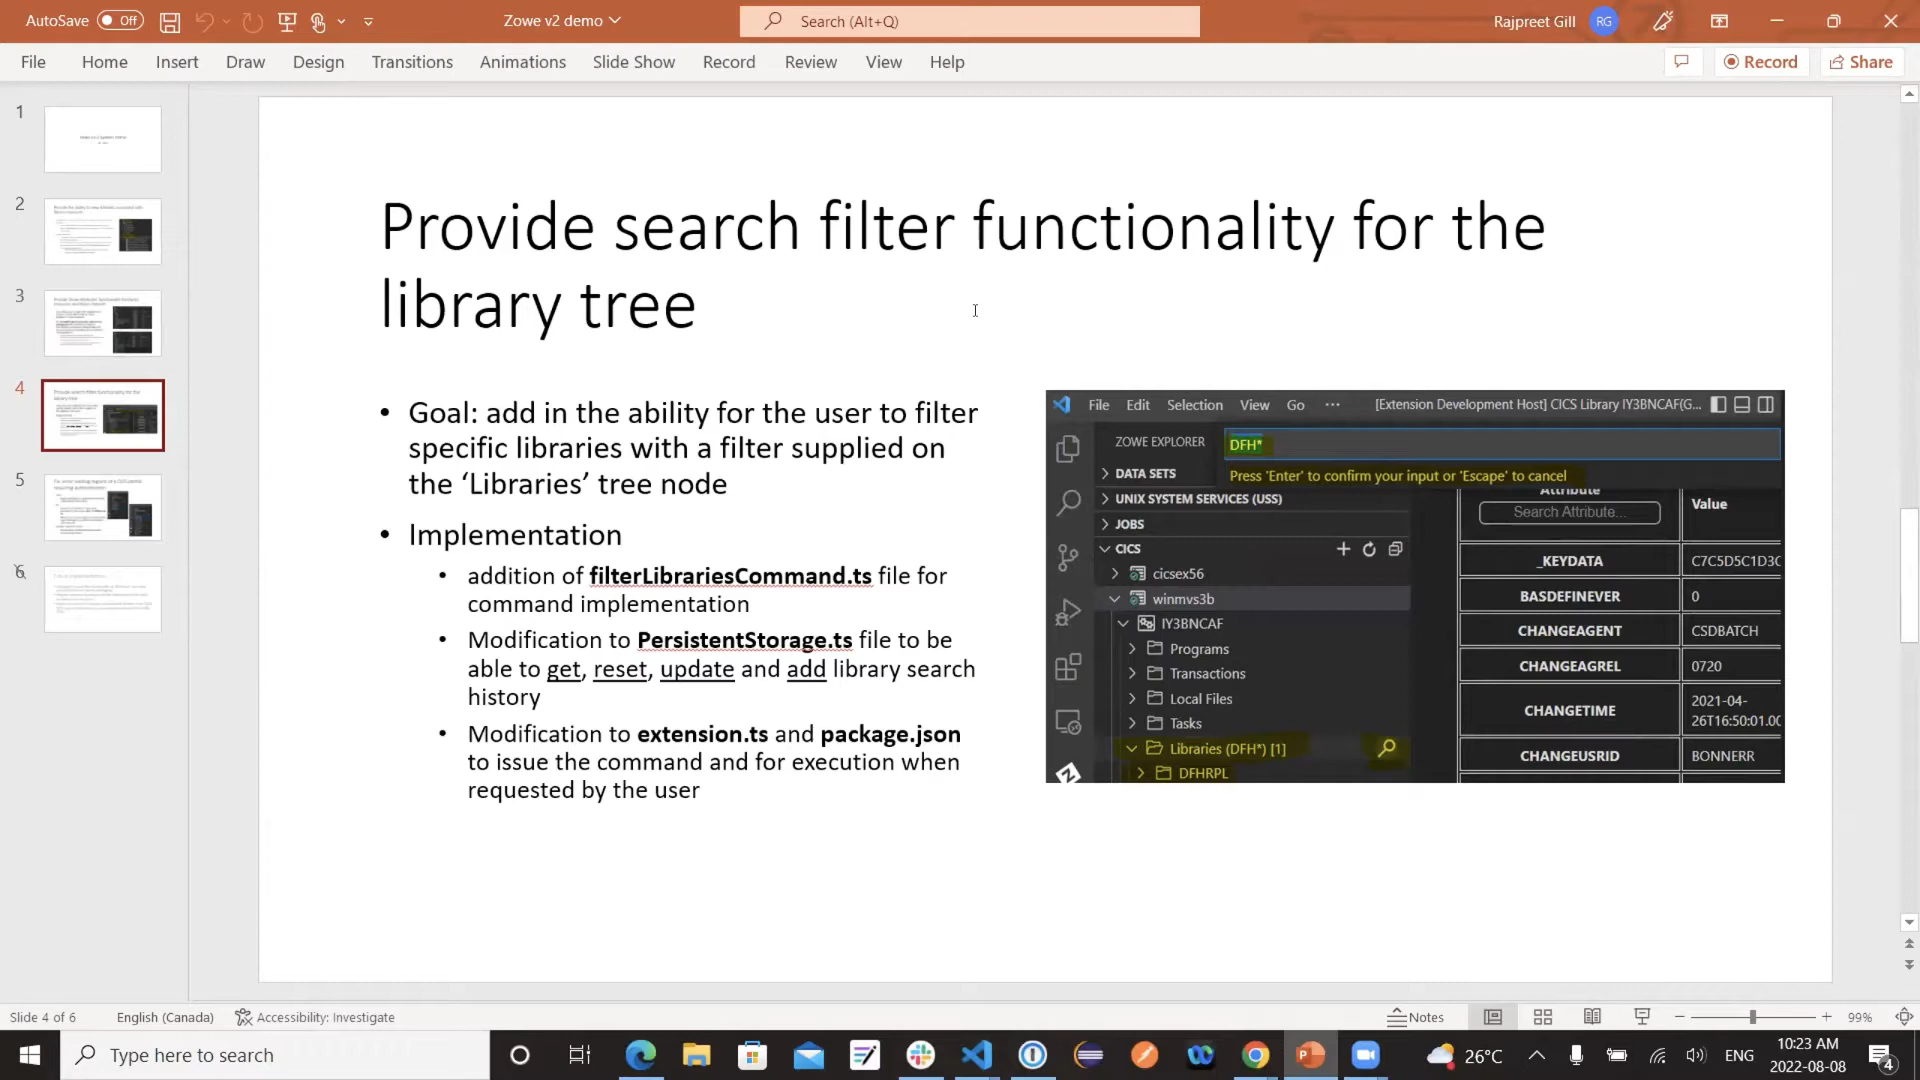 AutoSave Off Zowe v2 demo Search (Alt+Q) Rajpreet Gill RG
File Home Insert Draw Design Transitions Animations Slide Show Record Review View Help Record Share
1
2
3
4
5
6
Provide search filter functionality for the
library tree
• Goal: add in the ability for the user to filter
specific libraries with a filter supplied on
the ‘Libraries’ tree node
• Implementation
• addition of filterLibrariesCommand.ts file for
command implementation
• Modification to PersistentStorage.ts file to be
able to get, reset, update and add library search
history
• Modification to extension.ts and package.json
to issue the command and for execution when
requested by the user
File Edit Selection View Go ··· [Extension Development Host] CICS Library IY3BNCAF(G...
ZOWE EXPLORER
DFH*
Press 'Enter' to confirm your input or 'Escape' to cancel
DATA SETS
UNIX SYSTEM SERVICES (USS)
JOBS
CICS
cicsex56
winmvs3b
IY3BNCAF
Programs
Transactions
Local Files
Tasks
Libraries (DFH*) [1]
DFHRPL
Attribute Value
Search Attribute...
_KEYDATA C7C5D5C1D3C
BASDEFINEVER 0
CHANGEAGENT CSDBATCH
CHANGEAGREL 0720
CHANGETIME 2021-04-
26T16:50:01.00
CHANGEUSRID BONNERR
Slide 4 of 6 English (Canada) Accessibility: Investigate Notes 99%
Type here to search 26°C ENG 10:23 AM
2022-08-08 4